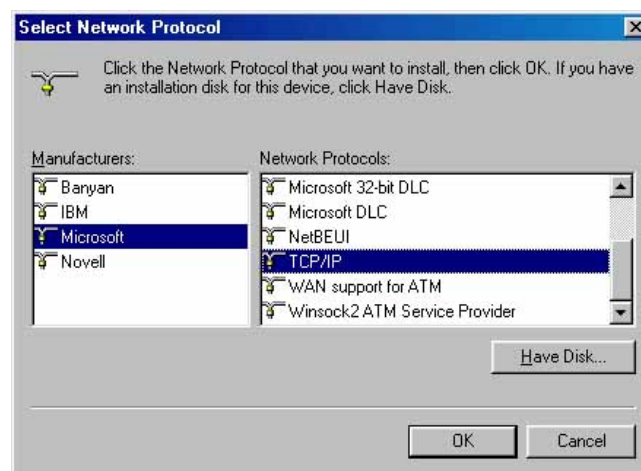 Select Network Protocol
Click the Network Protocol that you want to install, then click OK. If you have
an installation disk for this device, click Have Disk.
Manufacturers:
Banyan
IBM
Microsoft
Novell
Network Protocols:
Microsoft 32-bit DLC
Microsoft DLC
NetBEUI
TCP/IP
WAN support for ATM
Winsock2 ATM Service Provider
Have Disk...
OK
Cancel